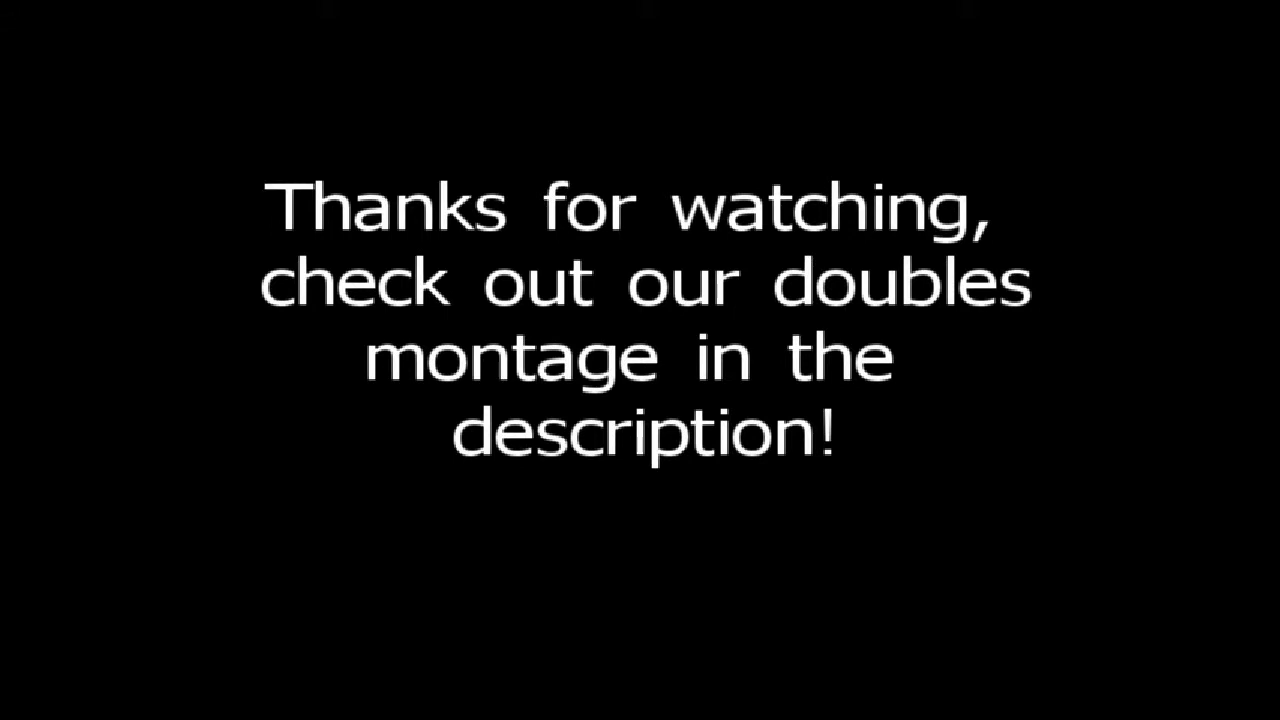 Thanks for watching,
check out our doubles
montage in the
description!